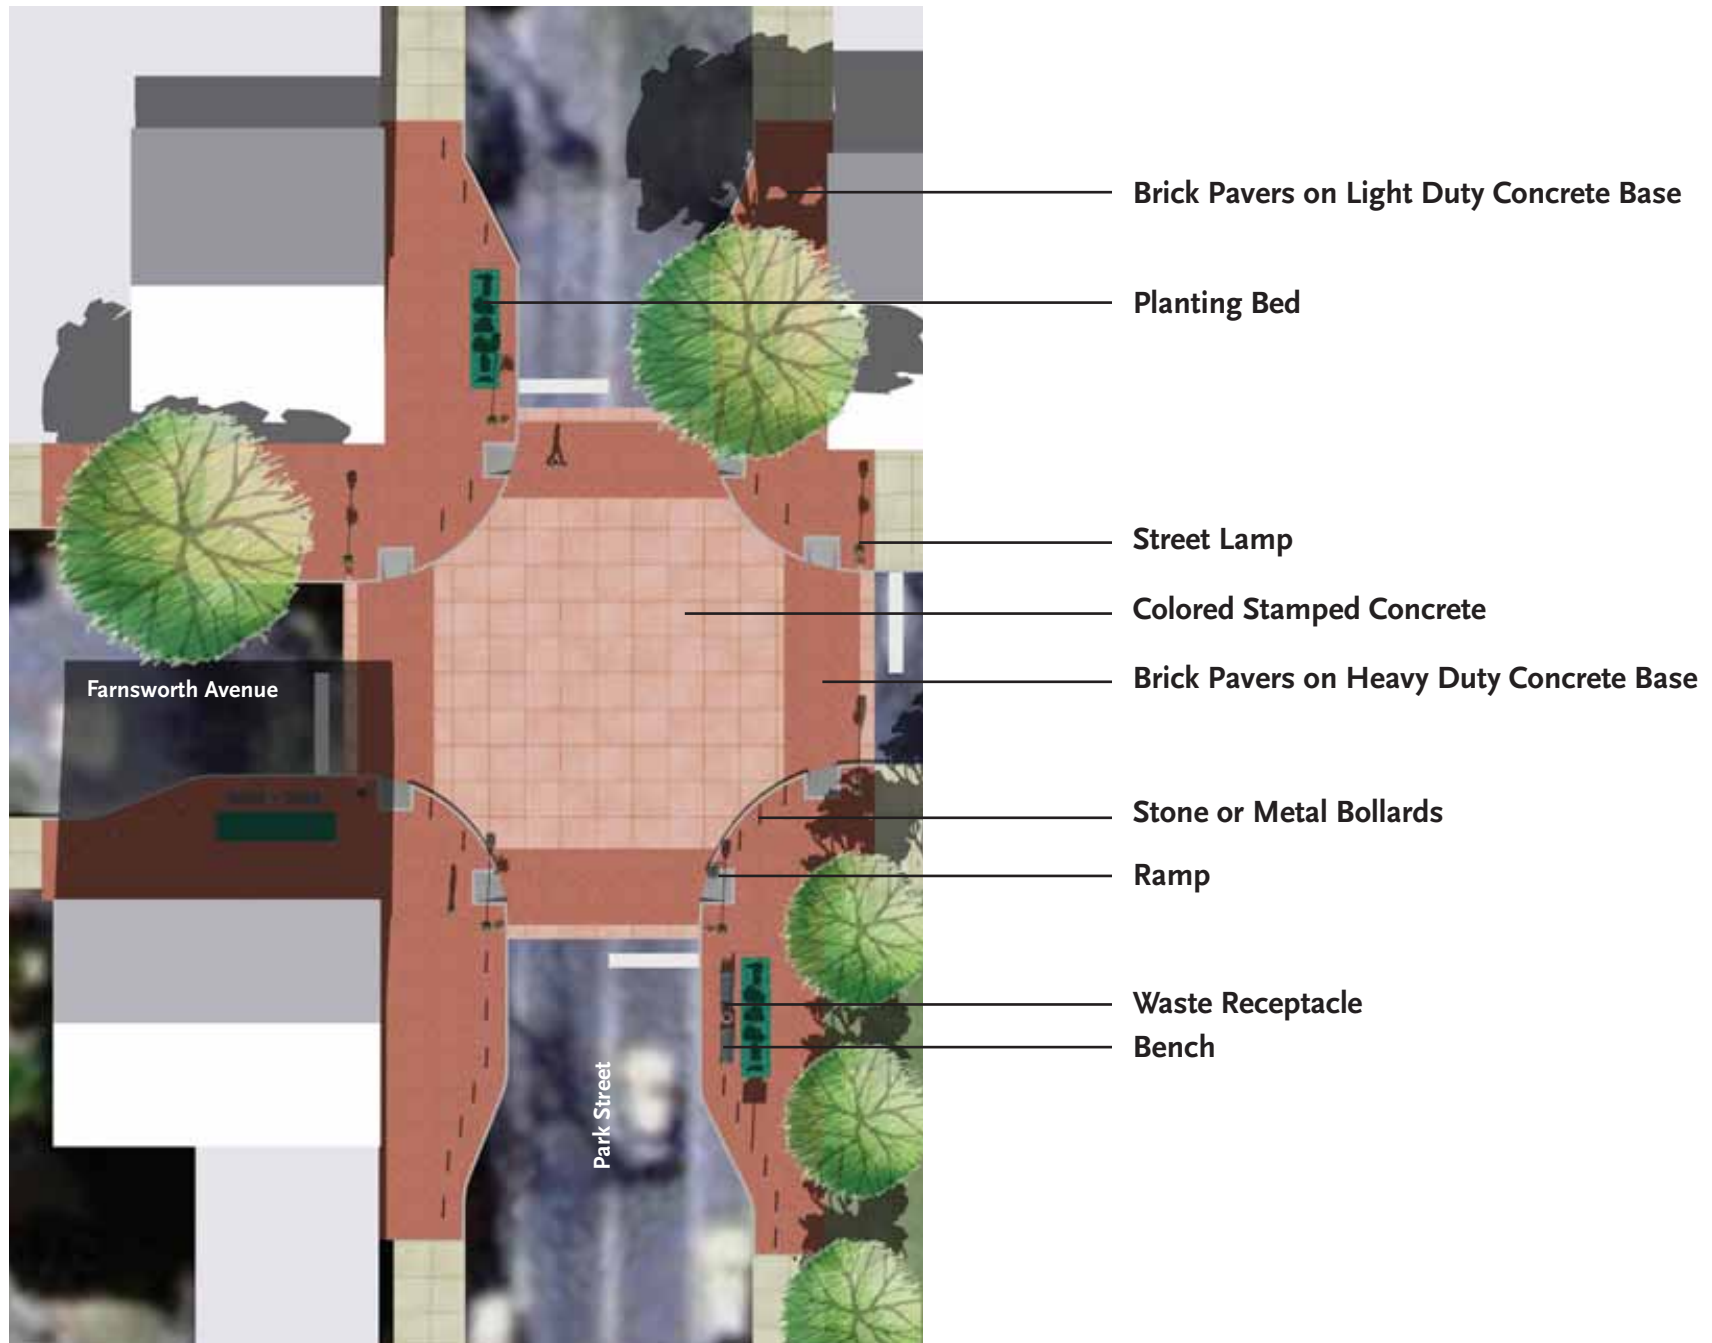 Brick Pavers on Light Duty Concrete Base
Planting Bed
Street Lamp
Colored Stamped Concrete
Brick Pavers on Heavy Duty Concrete Base
Farnsworth Avenue
Stone or Metal Bollards
Ramp
Waste Receptacle
Bench
Park Street